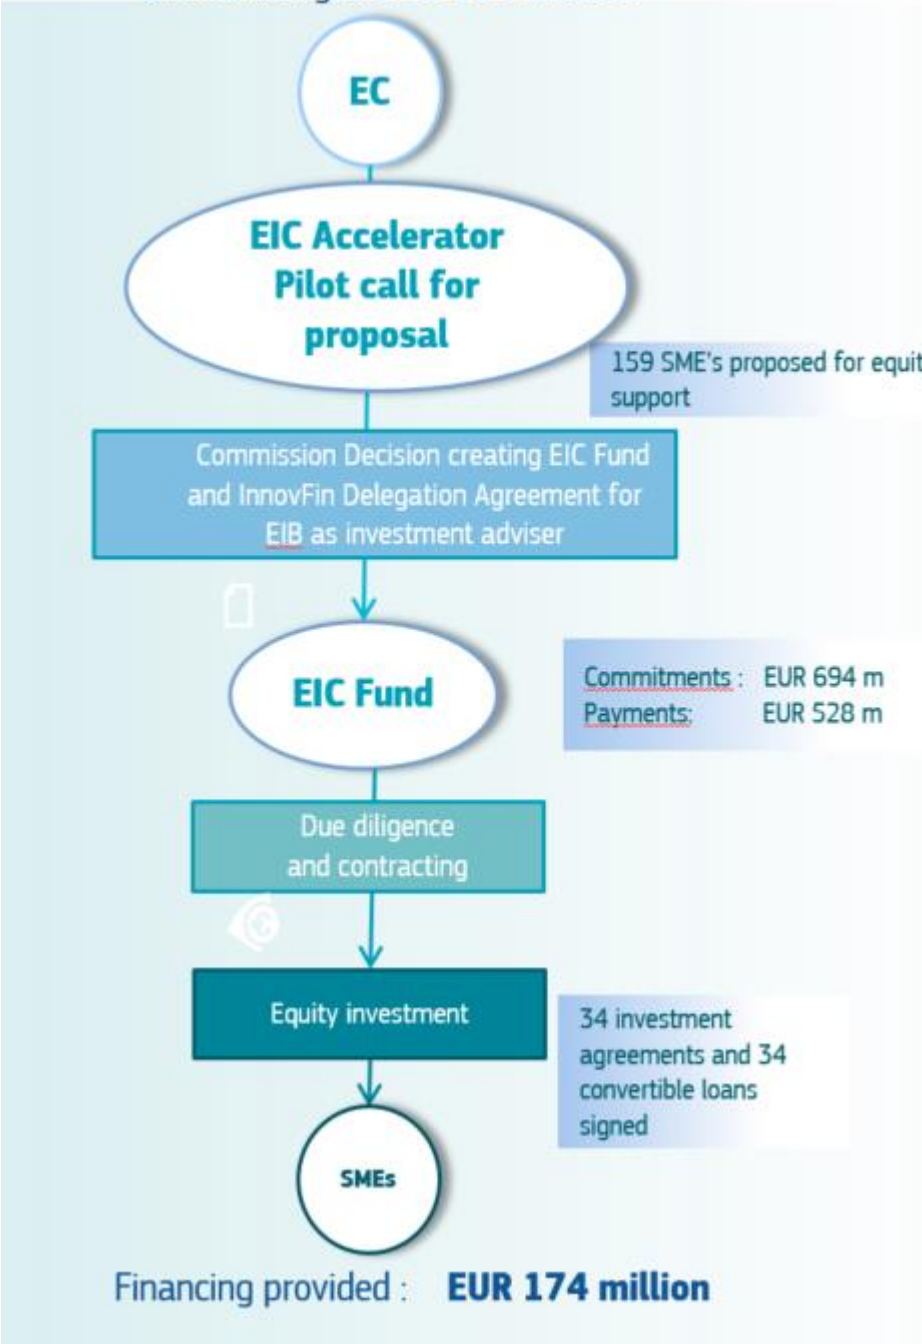 EC
EIC Accelerator
Pilot call for
proposal
159 SME's proposed for equit
support
Commission Decision creating EIC Fund
and InnovFin Delegation Agreement for
EIB as investment adviser
EIC Fund
Commitments : EUR 694 m
Payments: EUR 528 m
Due diligence
and contracting
Equity investment
34 investment
agreements and 34
convertible loans
signed
SMEs
Financing provided : EUR 174 million